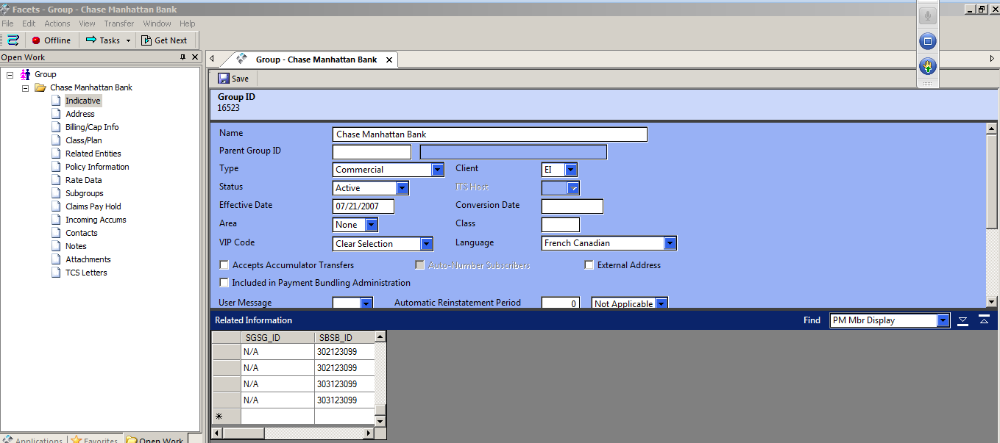 Facets - Group - Chase Manhattan Bank
File Edit Actions View Transfer Window Help
Offline Tasks Get Next
Open Work
Group
Chase Manhattan Bank
Indicative
Address
Billing/Cap Info
Class/Plan
Related Entities
Policy Information
Rate Data
Subgroups
Claims Pay Hold
Incoming Accums
Contacts
Notes
Attachments
TCS Letters
Applications Favorites Open Work
Group - Chase Manhattan Bank
Save
Group ID
16523
Name Chase Manhattan Bank
Parent Group ID
Type Commercial Client EI
Status Active ITS Host
Effective Date 07/21/2007 Conversion Date
Area None Class
VIP Code Clear Selection Language French Canadian
Accepts Accumulator Transfers Auto-Number Subscribers External Address
Included in Payment Bundling Administration
User Message Automatic Reinstatement Period 0 Not Applicable
Related Information Find PM Mbr Display
SGSG_ID SBSB_ID
N/A 302123099
N/A 302123099
N/A 303123099
N/A 303123099
*